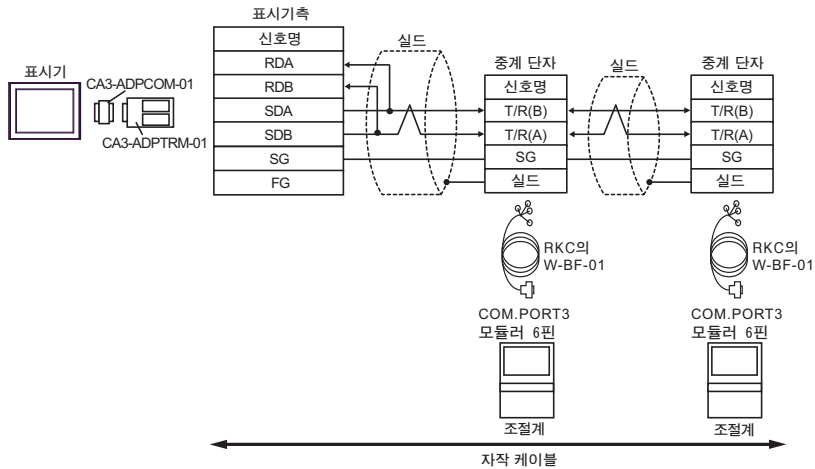 표시기
CA3-ADPCOM-01
CA3-ADPTRM-01
표시기측
신호명
RDA
RDB
SDA
SDB
SG
FG
실드
중계 단자
신호명
T/R(B)
T/R(A)
SG
실드
실드
중계 단자
신호명
T/R(B)
T/R(A)
SG
실드
RKC의
W-BF-01
COM.PORT3
모듈러 6핀
조절계
RKC의
W-BF-01
COM.PORT3
모듈러 6핀
조절계
자작 케이블